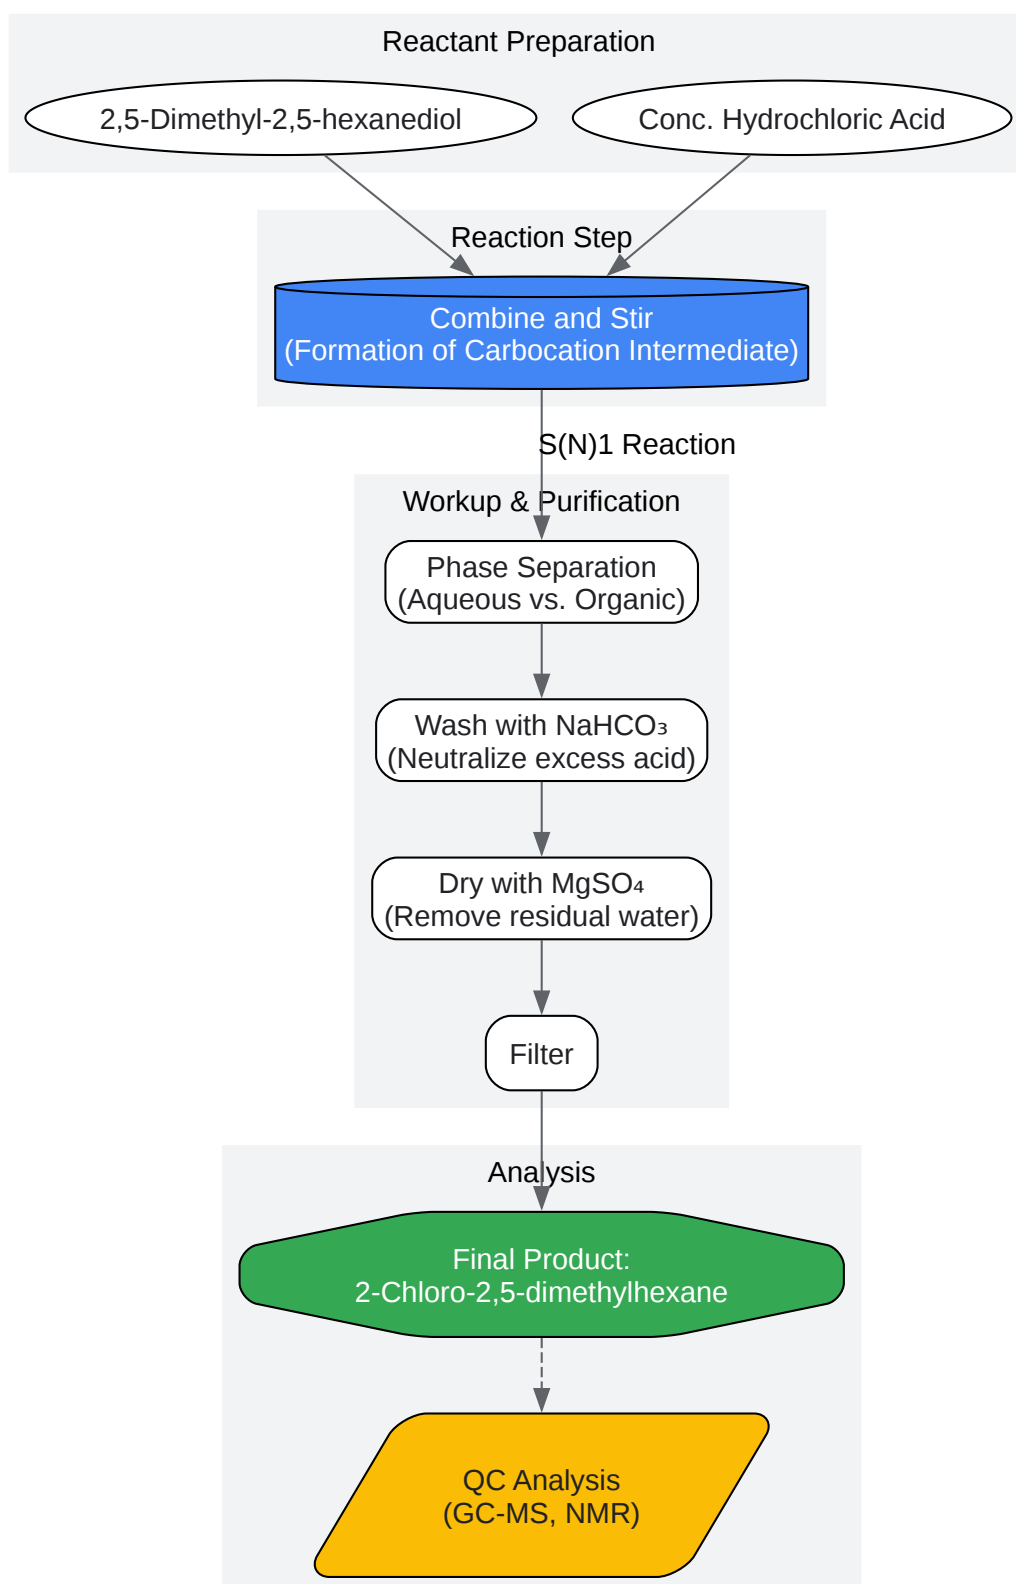 Reactant Preparation
2,5-Dimethyl-2,5-hexanediol
Conc. Hydrochloric Acid
Reaction Step
Combine and Stir
(Formation of Carbocation Intermediate)
S(N)1 Reaction
Workup & Purification
Phase Separation
(Aqueous vs. Organic)
Wash with NaHCO₃
(Neutralize excess acid)
Dry with MgSO₄
(Remove residual water)
Filter
Analysis
Final Product:
2-Chloro-2,5-dimethylhexane
QC Analysis
(GC-MS, NMR)